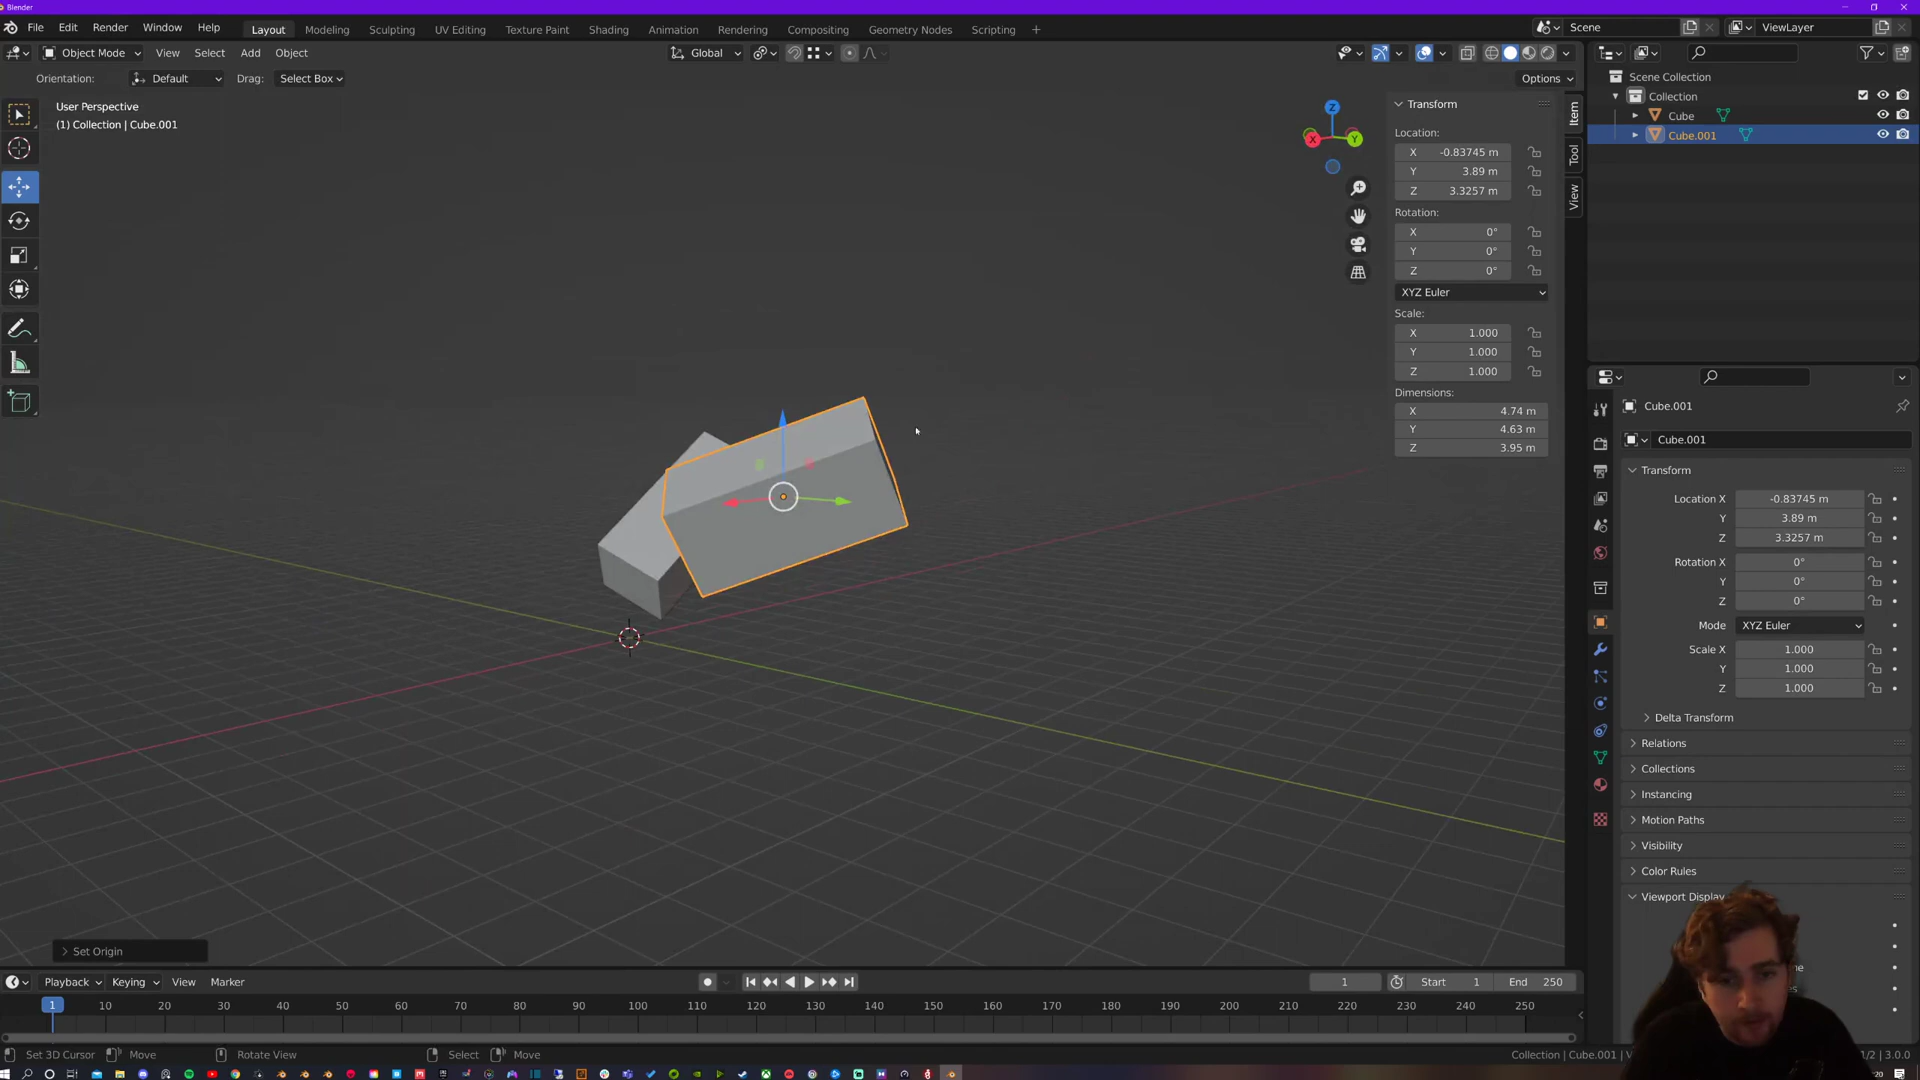 Blender
File Edit Render Window Help Layout Modeling Sculpting UV Editing Texture Paint Shading Animation Rendering Compositing Geometry Nodes Scripting + Scene ViewLayer
Object Mode View Select Add Object Global
Orientation: Default Drag: Select Box Options
User Perspective
(1) Collection | Cube.001
Z
X
Y
Transform
Location:
X -0.83745 m
Y 3.89 m
Z 3.3257 m
Rotation:
X 0°
Y 0°
Z 0°
XYZ Euler
Scale:
X 1.000
Y 1.000
Z 1.000
Dimensions:
X 4.74 m
Y 4.63 m
Z 3.95 m
Item
Tool
View
Scene Collection
Collection
Cube
Cube.001
Cube.001
Cube.001
Transform
Location X -0.83745 m
Y 3.89 m
Z 3.3257 m
Rotation X 0°
Y 0°
Z 0°
Mode XYZ Euler
Scale X 1.000
Y 1.000
Z 1.000
Delta Transform
Relations
Collections
Instancing
Motion Paths
Visibility
Color Rules
Viewport Display
Set Origin
Playback Keying View Marker 1 Start 1 End 250
1 10 20 30 40 50 60 70 80 90 100 110 120 130 140 150 160 170 180 190 200 210 220 230 240 250
Set 3D Cursor Move Rotate View Select Move Collection | Cube.001 | V 1/2 | 3.0.0